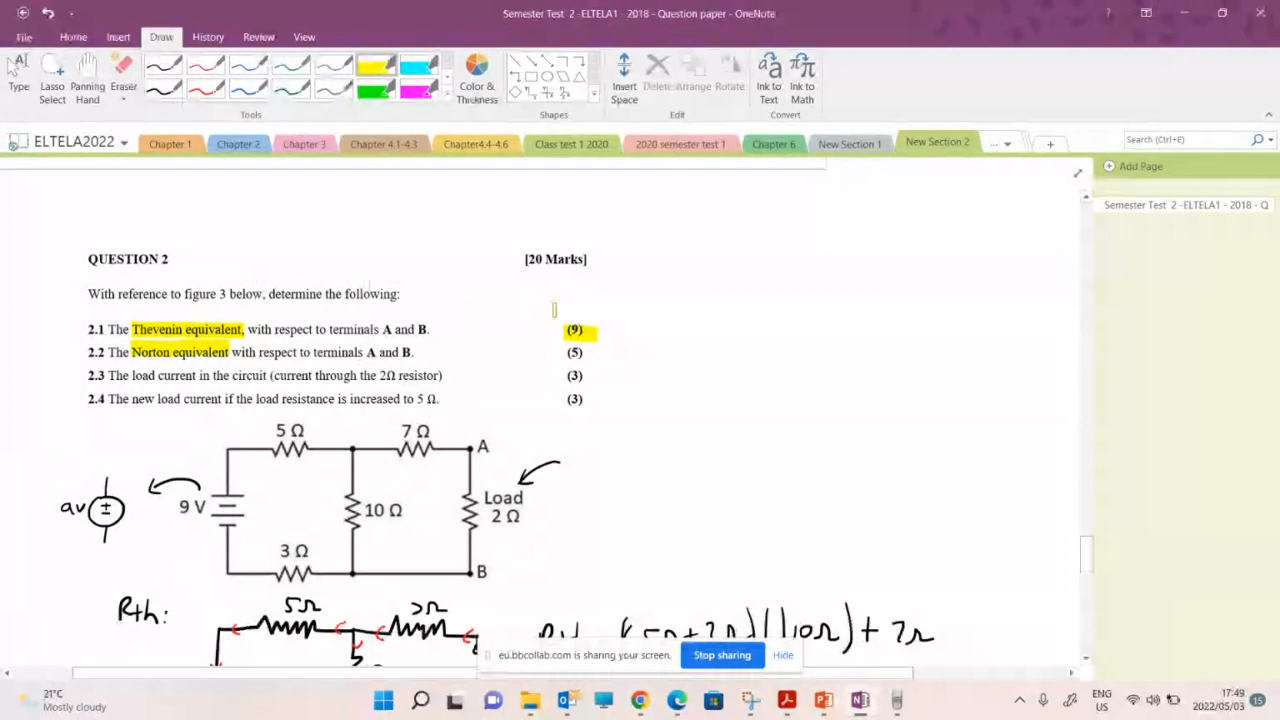 Semester Test 2 -ELTELA1 - 2018 - Question paper - OneNote
File Home Insert Draw History Review View
Type Lasso Select Panning Hand Eraser Color & Thickness Insert Space Delete Arrange Rotate Ink to Text Ink to Math
Tools Shapes Edit Convert
ELTELA2022 Chapter 1 Chapter 2 Chapter 3 Chapter 4.1-4.3 Chapter4.4-4.6 Class test 1 2020 2020 semester test 1 Chapter 6 New Section 1 New Section 2 ... Search (Ctrl+E)
Add Page
Semester Test 2 -ELTELA1 - 2018 - Q
QUESTION 2 [20 Marks]
With reference to figure 3 below, determine the following:
2.1 The Thevenin equivalent, with respect to terminals A and B. (9)
2.2 The Norton equivalent with respect to terminals A and B. (5)
2.3 The load current in the circuit (current through the 2Ω resistor) (3)
2.4 The new load current if the load resistance is increased to 5 Ω. (3)
5 Ω 7 Ω
A
9V 9 V 10 Ω Load
2 Ω
3 Ω
B
Rth: 5Ω 7Ω
||10Ω) + 7Ω
eu.bbcollab.com is sharing your screen. Stop sharing Hide
21°C
Mostly cloudy
ENG
US
17:49
2022/05/03
15